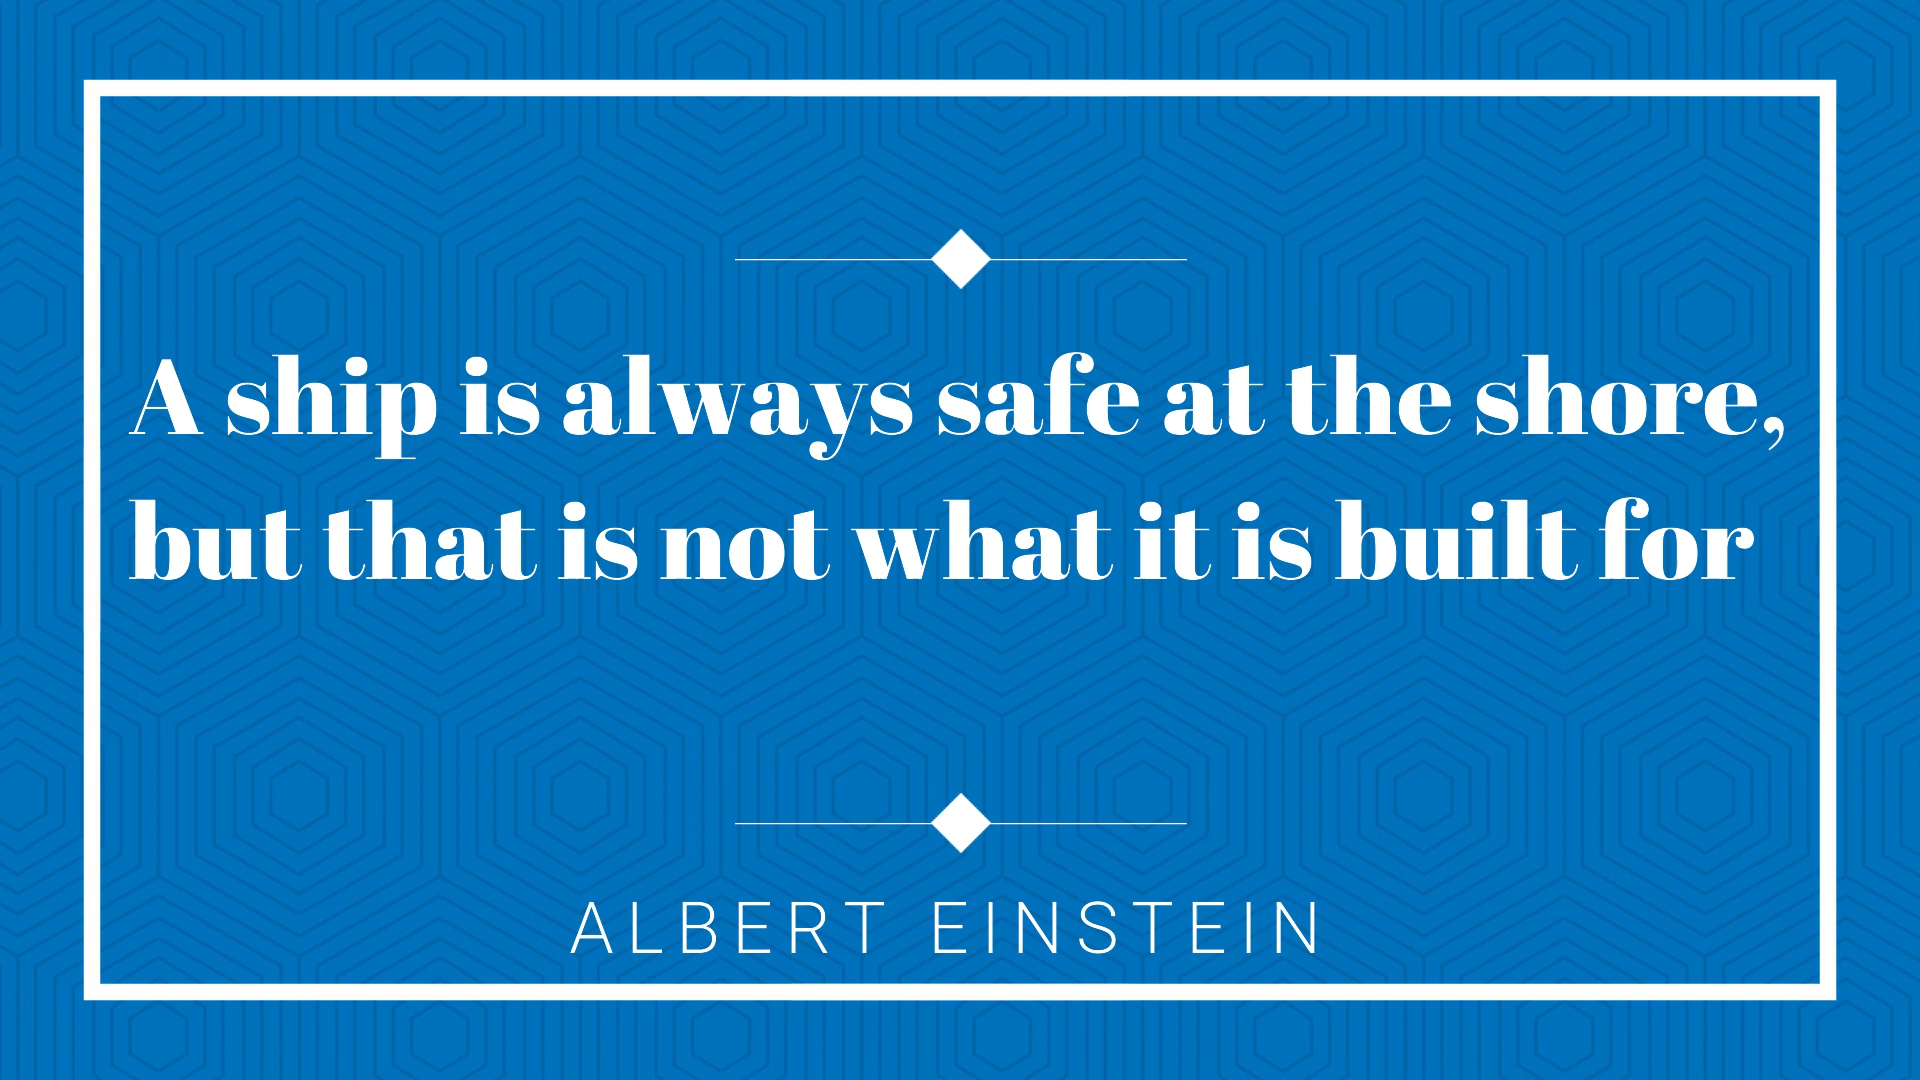 A ship is always safe at the shore,
but that is not what it is built for
ALBERT EINSTEIN